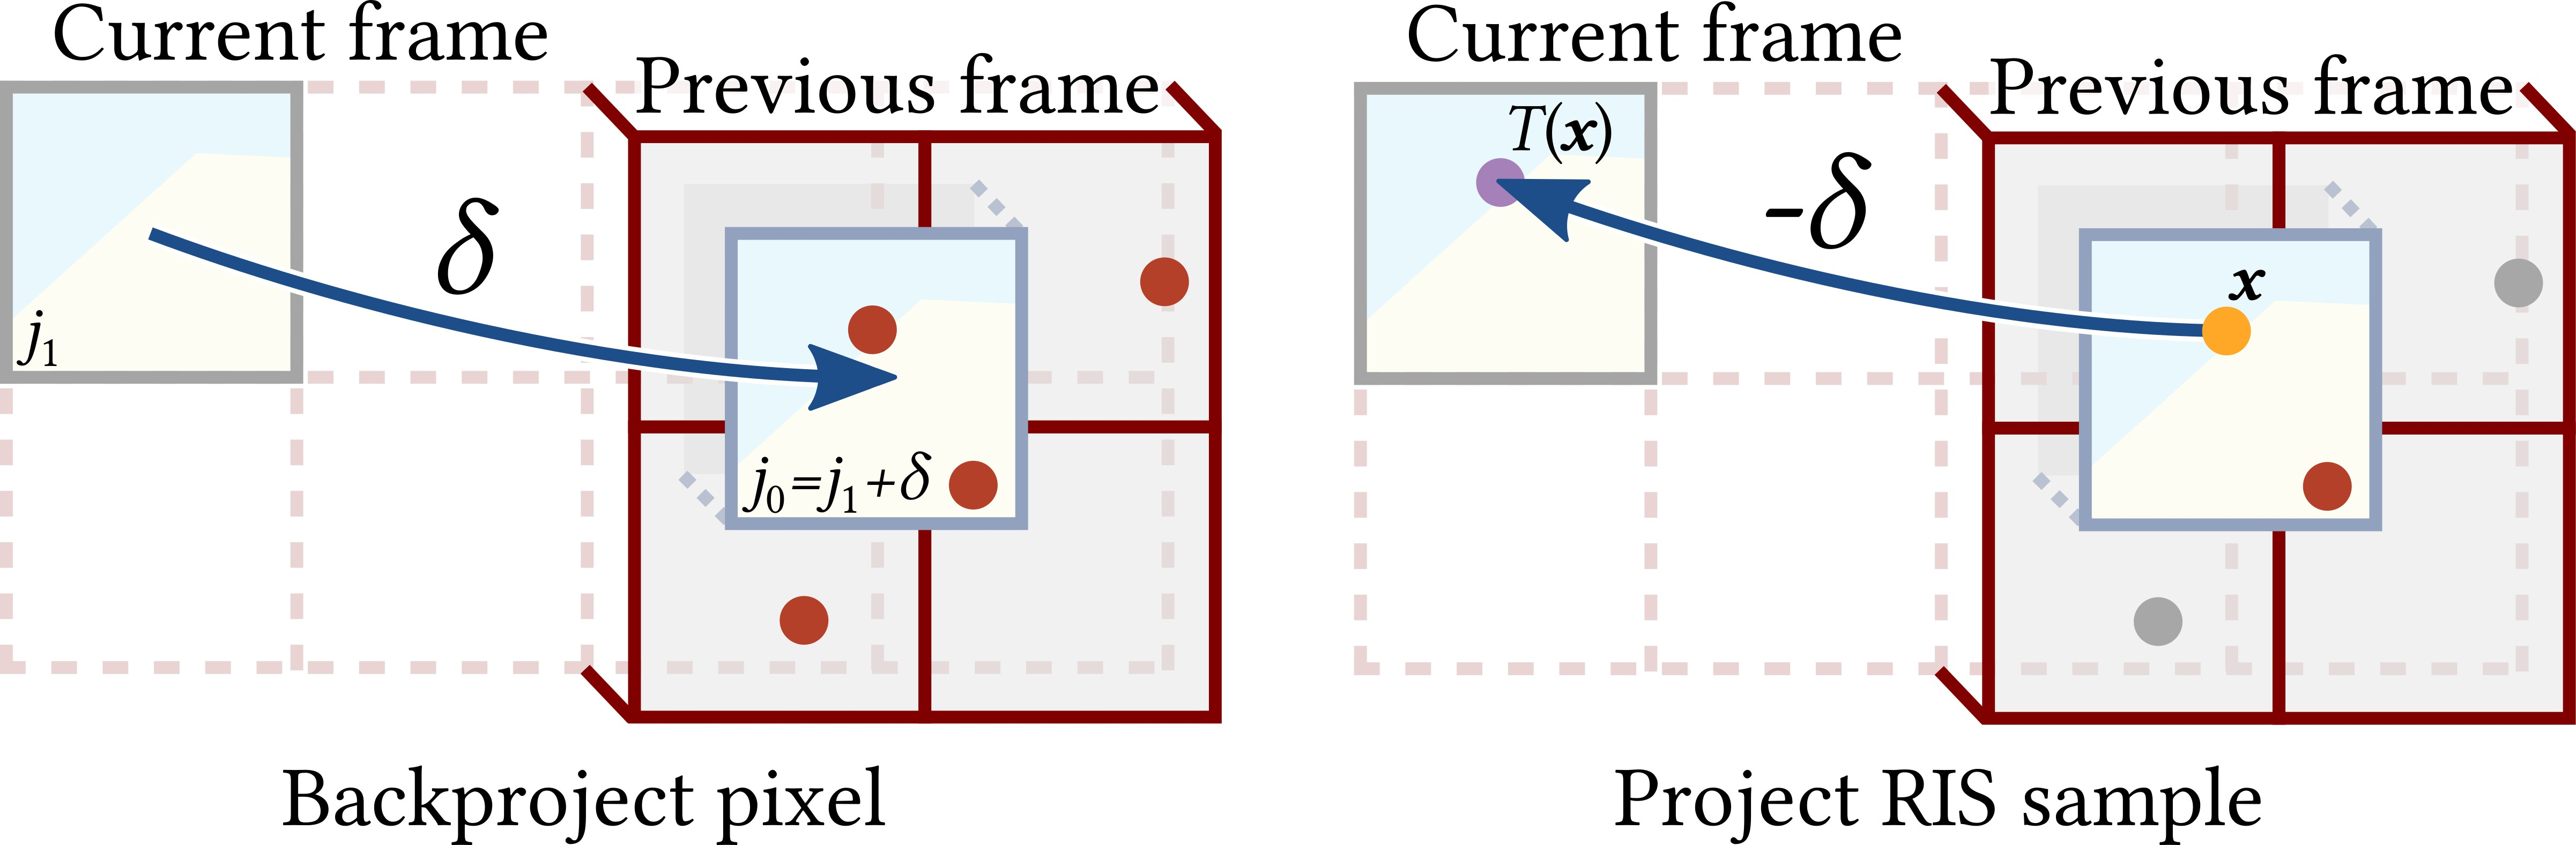 Current frame
Previous frame
δ
j₁
j₀=j₁+δ
Backproject pixel
Current frame
Previous frame
T(x)
-δ
x
Project RIS sample